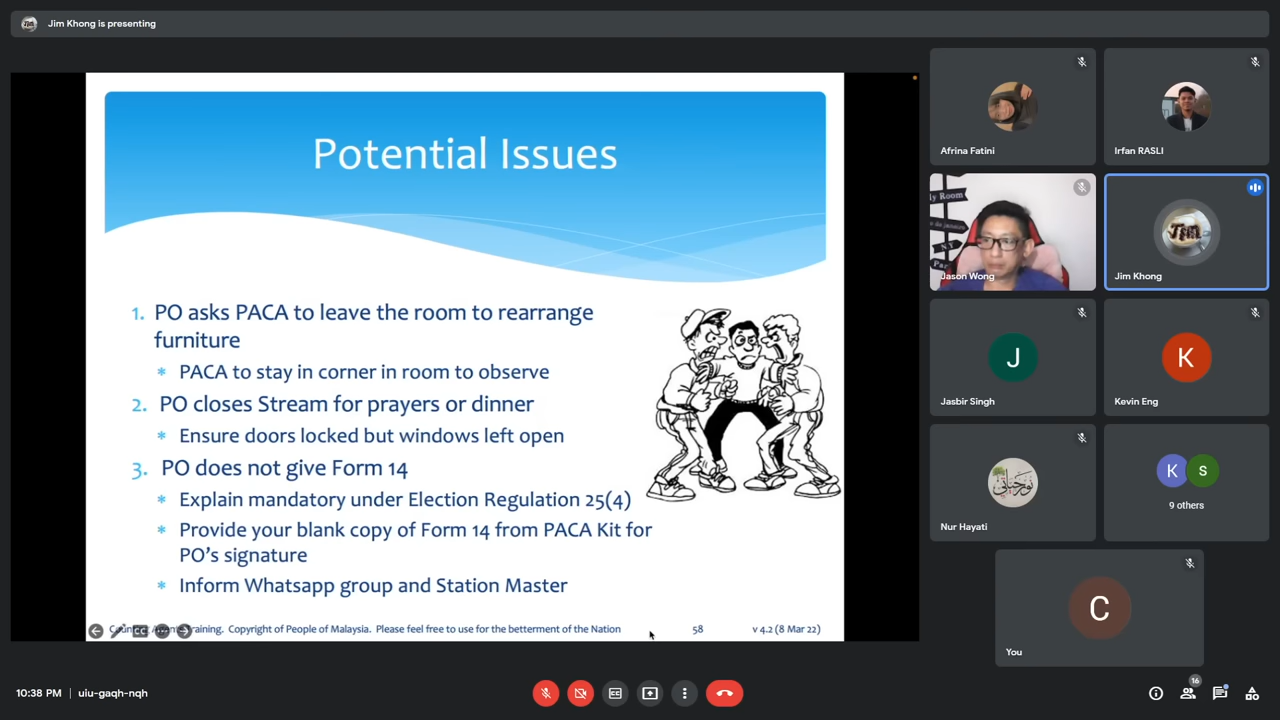 Jim Khong is presenting
Potential Issues
1. PO asks PACA to leave the room to rearrange
furniture
* PACA to stay in corner in room to observe
2. PO closes Stream for prayers or dinner
* Ensure doors locked but windows left open
3. PO does not give Form 14
* Explain mandatory under Election Regulation 25(4)
* Provide your blank copy of Form 14 from PACA Kit for
PO's signature
* Inform Whatsapp group and Station Master
Training. Copyright of People of Malaysia. Please feel free to use for the betterment of the Nation
58
v 4.2 (8 Mar 22)
Afrina Fatini
Irfan RASLI
ly Room
N.Y
Par
Jason Wong
Jim
Jim Khong
J
Jasbir Singh
K
Kevin Eng
Nur Hayati
K
S
9 others
C
You
10:38 PM | uiu-gaqh-nqh
CC
16